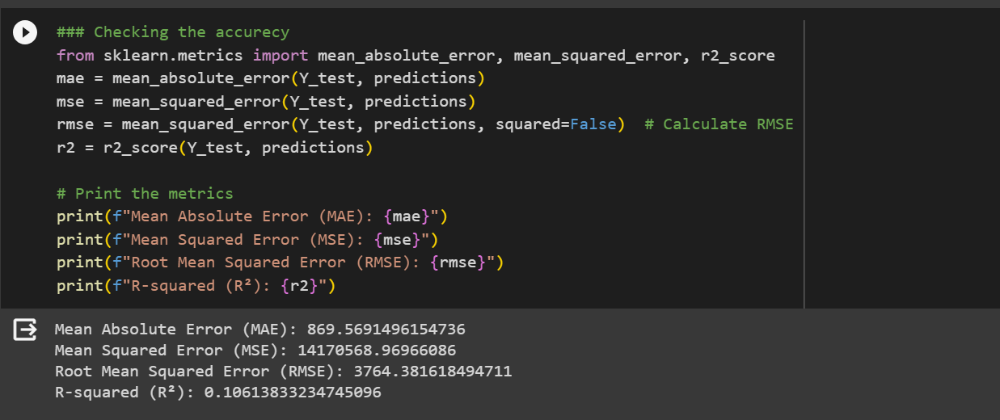 ### Checking the accurecy
from sklearn.metrics import mean_absolute_error, mean_squared_error, r2_score
mae = mean_absolute_error(Y_test, predictions)
mse = mean_squared_error(Y_test, predictions)
rmse = mean_squared_error(Y_test, predictions, squared=False)  # Calculate RMSE
r2 = r2_score(Y_test, predictions)
# Print the metrics
print(f"Mean Absolute Error (MAE): {mae}")
print(f"Mean Squared Error (MSE): {mse}")
print(f"Root Mean Squared Error (RMSE): {rmse}")
print(f"R-squared (R²): {r2}")
Mean Absolute Error (MAE): 869.5691496154736
Mean Squared Error (MSE): 14170568.96966086
Root Mean Squared Error (RMSE): 3764.381618494711
R-squared (R²): 0.10613833234745096